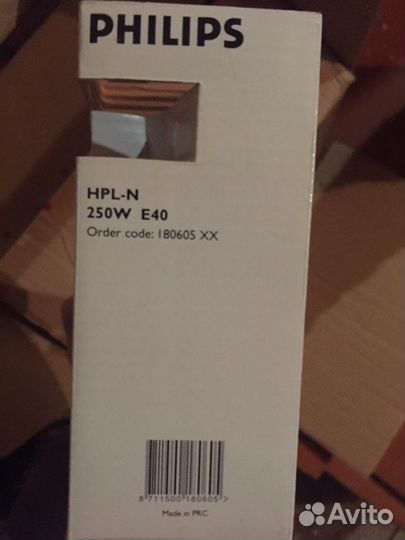 PHILIPS
HPL-N
250W E40
Order code: 180605 XX
8 711500 180605 >
Made in PRC
Avito